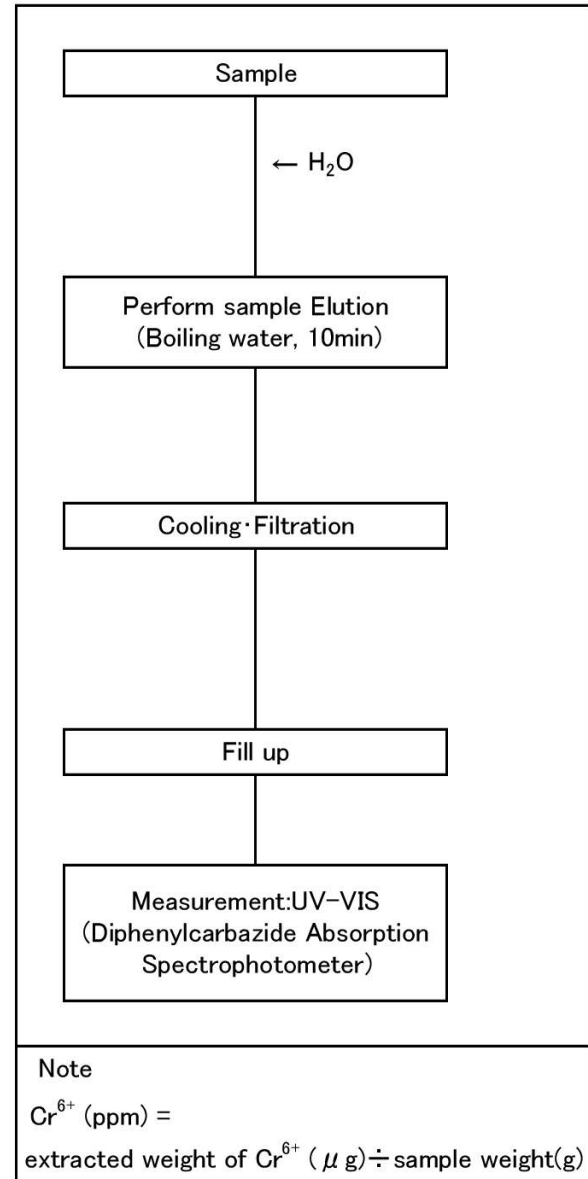 Sample
← H₂O
Perform sample Elution
(Boiling water, 10min)
Cooling・Filtration
Fill up
Measurement:UV-VIS
(Diphenylcarbazide Absorption
Spectrophotometer)
Note
Cr⁶⁺ (ppm) =
extracted weight of Cr⁶⁺ (μg)÷sample weight(g)